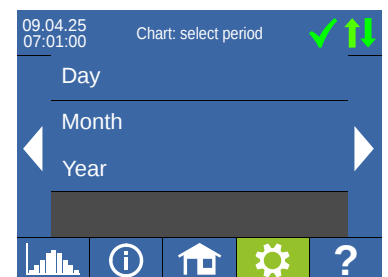 09.04.25
07:01:00
Chart: select period
Day
Month
Year
?